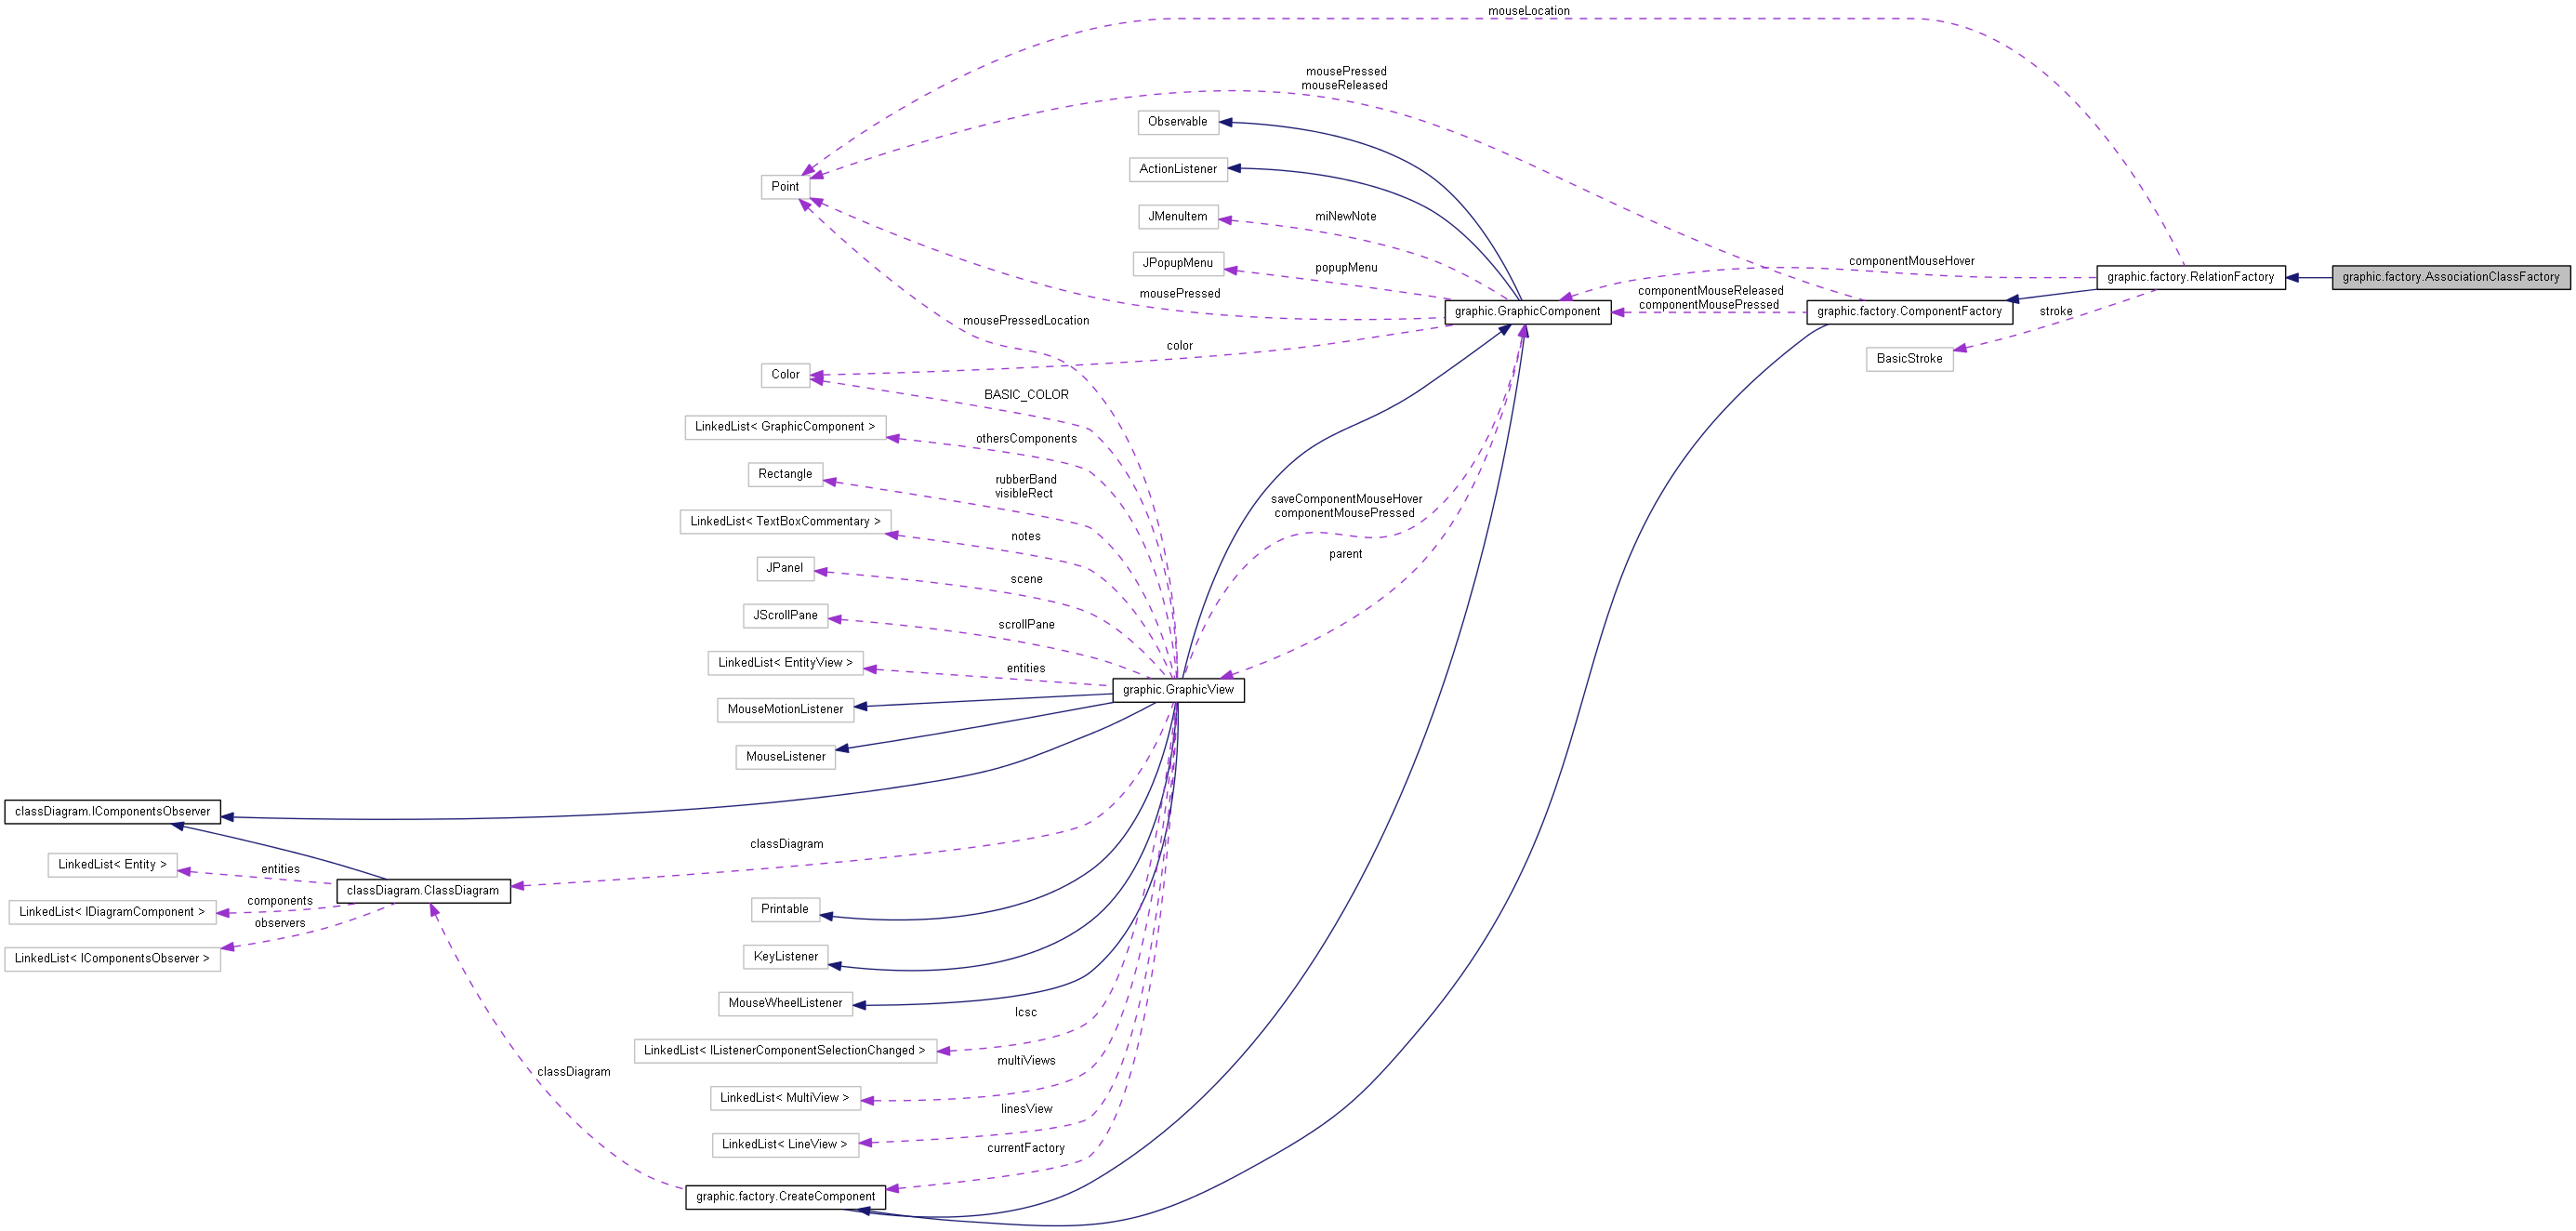 mouseLocation
mousePressed
mouseReleased
Observable
ActionListener
Point
JMenuItem
miNewNote
JPopupMenu
popupMenu
componentMouseHover
graphic.factory.RelationFactory
graphic.factory.AssociationClassFactory
mousePressed
componentMouseReleased
componentMousePressed
graphic.GraphicComponent
graphic.factory.ComponentFactory
stroke
mousePressedLocation
color
BasicStroke
Color
BASIC_COLOR
LinkedList< GraphicComponent >
othersComponents
Rectangle
rubberBand
visibleRect
saveComponentMouseHover
componentMousePressed
LinkedList< TextBoxCommentary >
notes
parent
JPanel
scene
JScrollPane
scrollPane
LinkedList< EntityView >
entities
graphic.GraphicView
MouseMotionListener
MouseListener
classDiagram.IComponentsObserver
classDiagram
LinkedList< Entity >
entities
classDiagram.ClassDiagram
LinkedList< IDiagramComponent >
components
Printable
observers
LinkedList< IComponentsObserver >
KeyListener
MouseWheelListener
lcsc
LinkedList< IListenerComponentSelectionChanged >
multiViews
classDiagram
LinkedList< MultiView >
linesView
LinkedList< LineView >
currentFactory
graphic.factory.CreateComponent